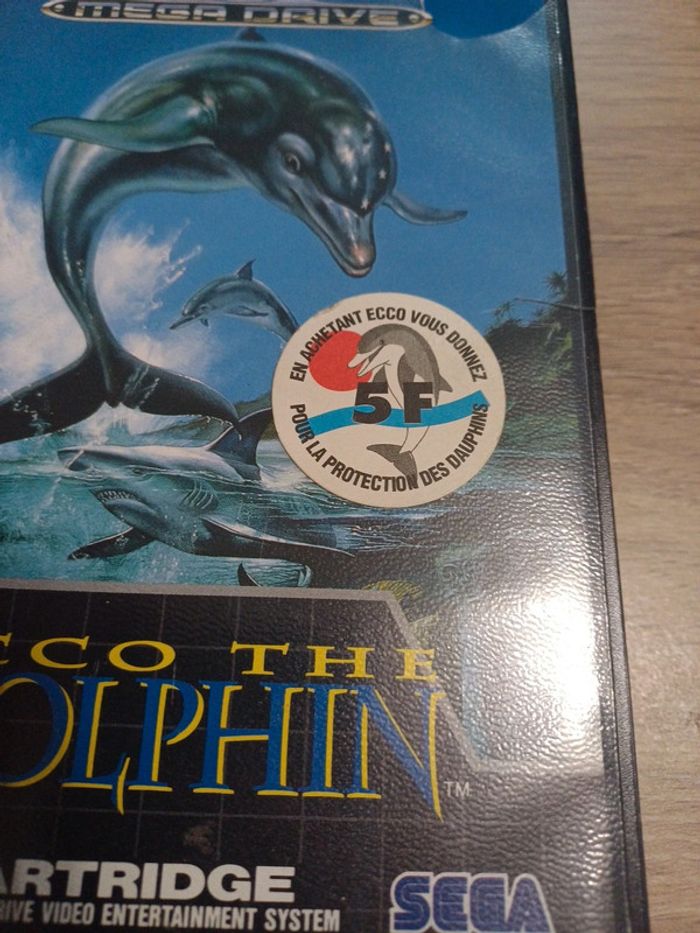 MEGA DRIVE
EN ACHETANT ECCO VOUS DONNEZ
5F
POUR LA PROTECTION DES DAUPHINS
CCO THE
OLPHIN TM
ARTRIDGE
RIVE VIDEO ENTERTAINMENT SYSTEM
SEGA